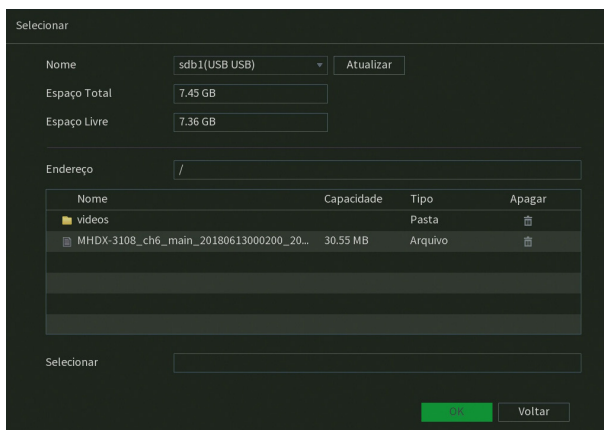 Selecionar
Nome sdb1(USB USB) Atualizar
Espaço Total 7.45 GB
Espaço Livre 7.36 GB
Endereço /
Nome Capacidade Tipo Apagar
videos Pasta
MHDX-3108_ch6_main_20180613000200_20... 30.55 MB Arquivo
Selecionar
OK Voltar